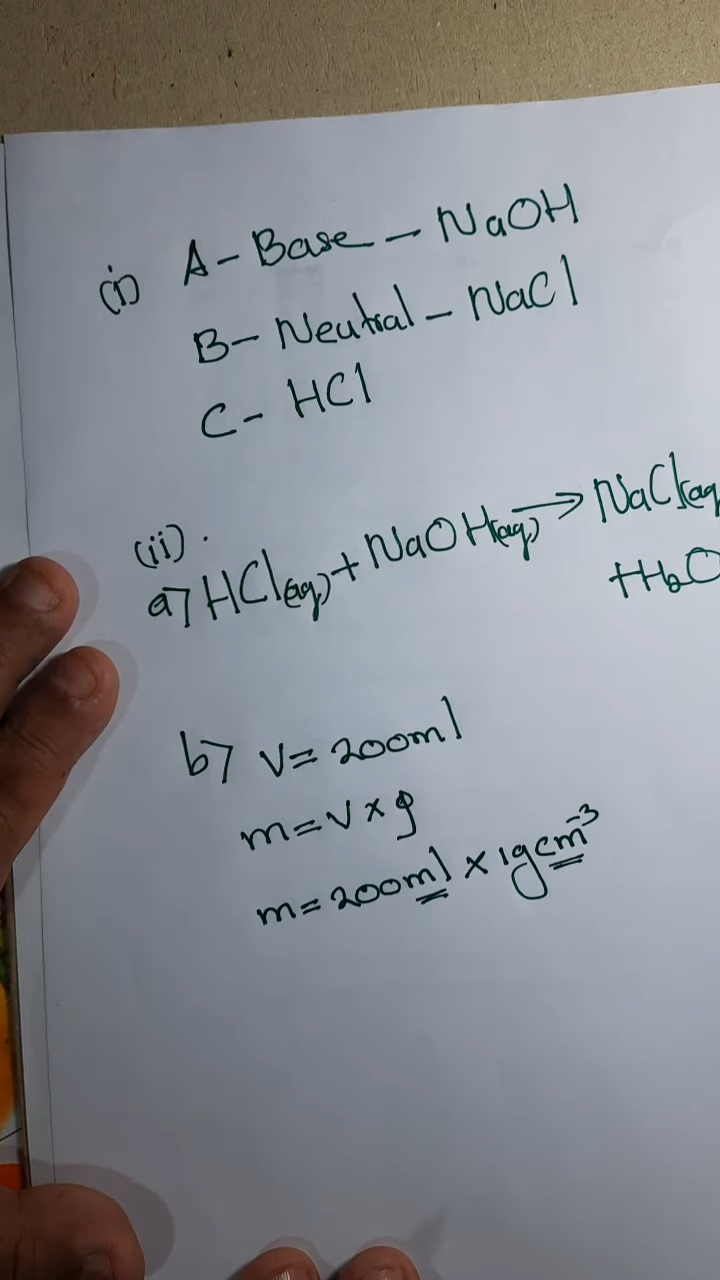 (i) A - Base - NaOH
B - Neutral - NaCl
C - HCl
(ii).
a) HCl(aq) + NaOH(aq) → NaCl(aq
+ H₂O
b) V = 200ml
m = V × ρ
m = 200ml × 1gcm⁻³